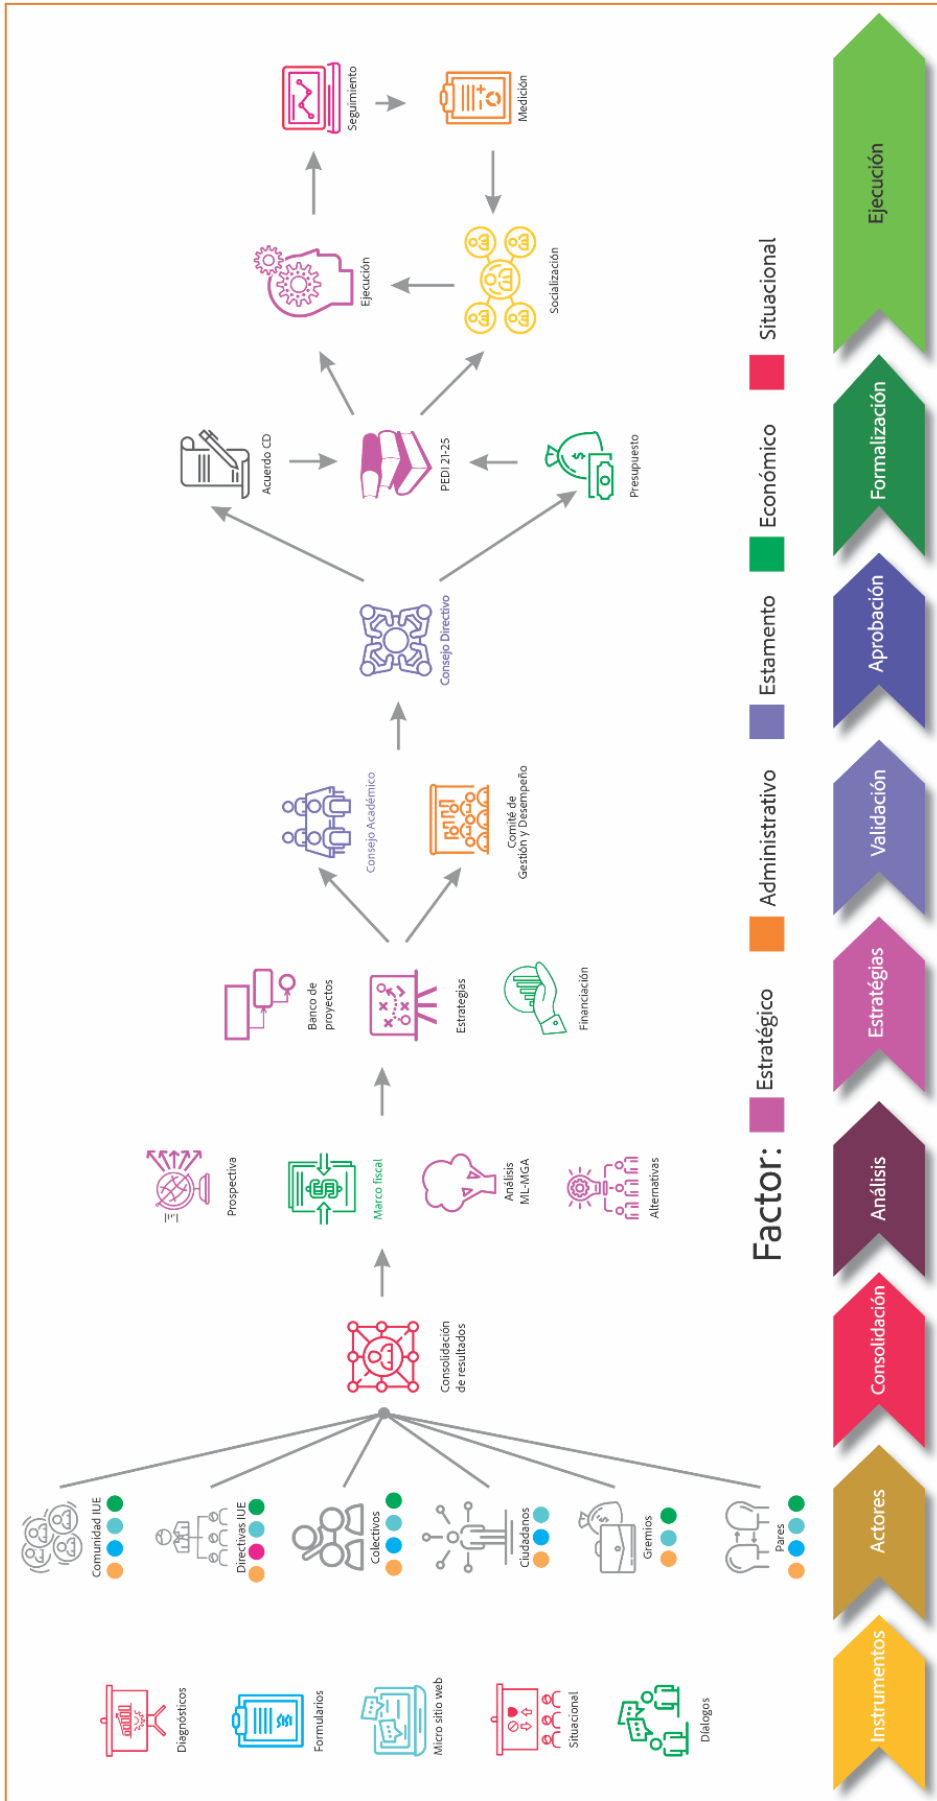 Diagnósticos
Formularios
Micro sitio web
Situacional
Dialogos
Comunidad IUE
Directivas IUE
Colectivos
Ciudadanos
Gremios
Pares
Consolidación
de resultados
Prospectiva
Marco fiscal
Análisis
ML-MGA
Alternativas
Banco de
proyectos
Estrategias
Financiación
Consejo Académico
Comité de
Gestión y Desempeño
Consejo Directivo
Acuerdo CD
PEDI 21-25
Presupuesto
Ejecución
Socialización
Seguimiento
Medición
Factor:
Estratégico
Administrativo
Estamento
Económico
Situacional
Instrumentos
Actores
Consolidación
Análisis
Estratégias
Validación
Aprobación
Formalización
Ejecución